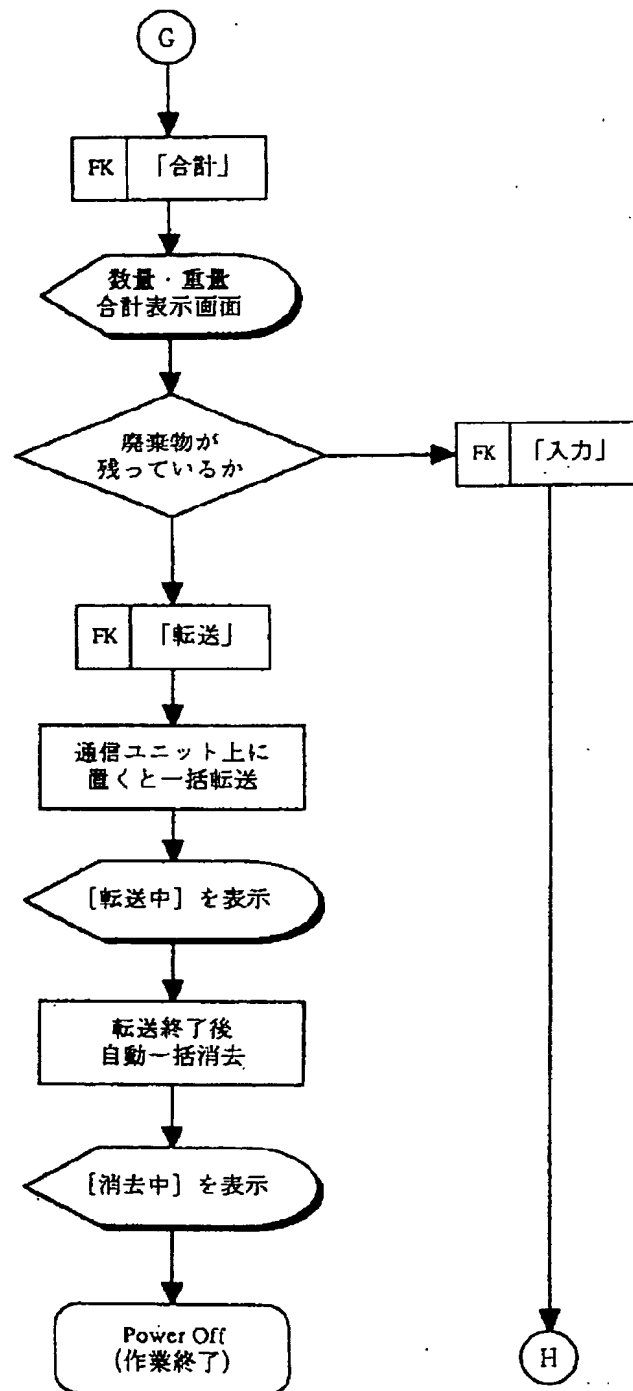 G
FK 「合計」
数量・重量
合計表示画面
廃棄物が
残っているか
FK 「入力」
FK 「転送」
通信ユニット上に
置くと一括転送
[転送中] を表示
転送終了後
自動一括消去
[消去中] を表示
Power Off
(作業終了)
H